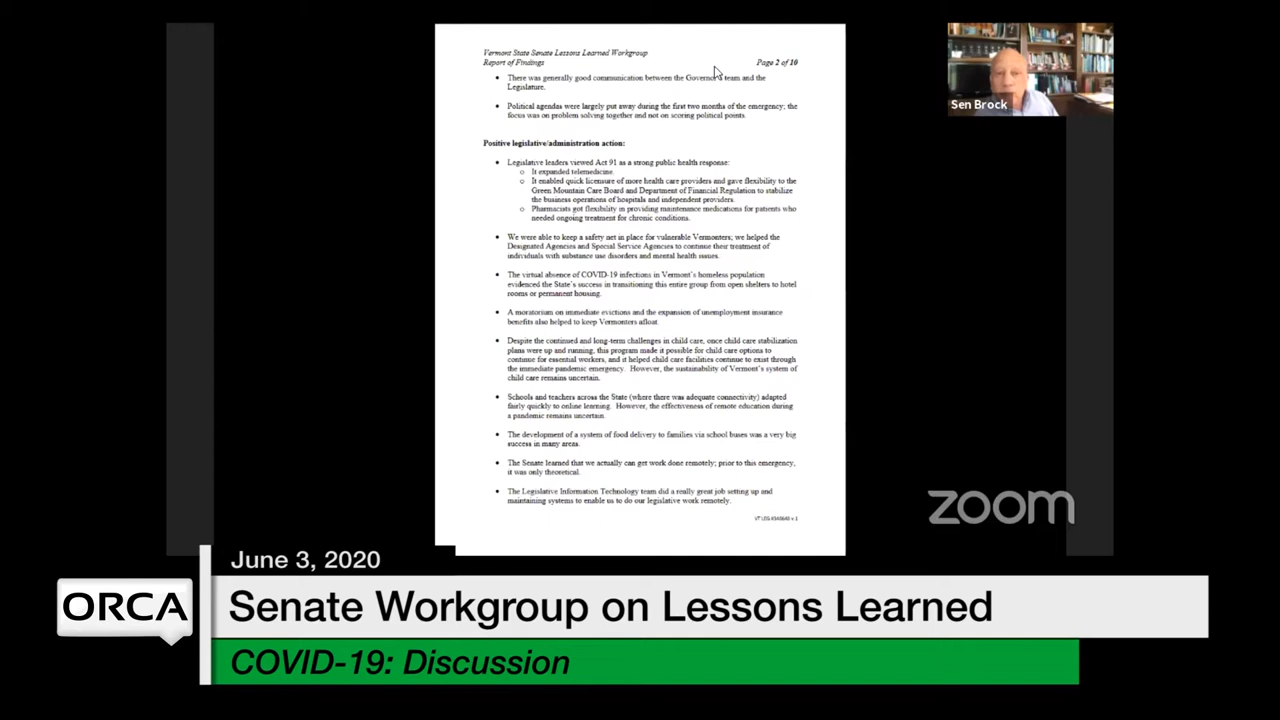 Vermont State Senate Lessons Learned Workgroup
Report of Findings
Page 2 of 10
• There was generally good communication between the Governor's team and the
Legislature.
• Political agendas were largely put away during the first two months of the emergency; the
focus was on problem solving together and not on scoring political points.
Positive legislative/administration action:
• Legislative leaders viewed Act 91 as a strong public health response:
o It expanded telemedicine.
o It enabled quick licensure of more health care providers and gave flexibility to the
Green Mountain Care Board and Department of Financial Regulation to stabilize
the business operations of hospitals and independent providers.
o Pharmacists got flexibility in providing maintenance medications for patients who
needed ongoing treatment for chronic conditions.
• We were able to keep a safety net in place for vulnerable Vermonters; we helped the
Designated Agencies and Special Service Agencies to continue their treatment of
individuals with substance use disorders and mental health issues.
• The virtual absence of COVID-19 infections in Vermont's homeless population
evidenced the State's success in transitioning this entire group from open shelters to hotel
rooms or permanent housing.
• A moratorium on immediate evictions and the expansion of unemployment insurance
benefits also helped to keep Vermonters afloat.
• Despite the continued and long-term challenges in child care, once child care stabilization
plans were up and running, this program made it possible for child care options to
continue for essential workers, and it helped child care facilities continue to exist through
the immediate pandemic emergency. However, the sustainability of Vermont's system of
child care remains uncertain.
• Schools and teachers across the State (where there was adequate connectivity) adapted
fairly quickly to online learning. However, the effectiveness of remote education during
a pandemic remains uncertain.
• The development of a system of food delivery to families via school buses was a very big
success in many areas.
• The Senate learned that we actually can get work done remotely; prior to this emergency,
it was only theoretical.
• The Legislative Information Technology team did a really great job setting up and
maintaining systems to enable us to do our legislative work remotely.
Sen Brock
zoom
June 3, 2020
ORCA
Senate Workgroup on Lessons Learned
COVID-19: Discussion